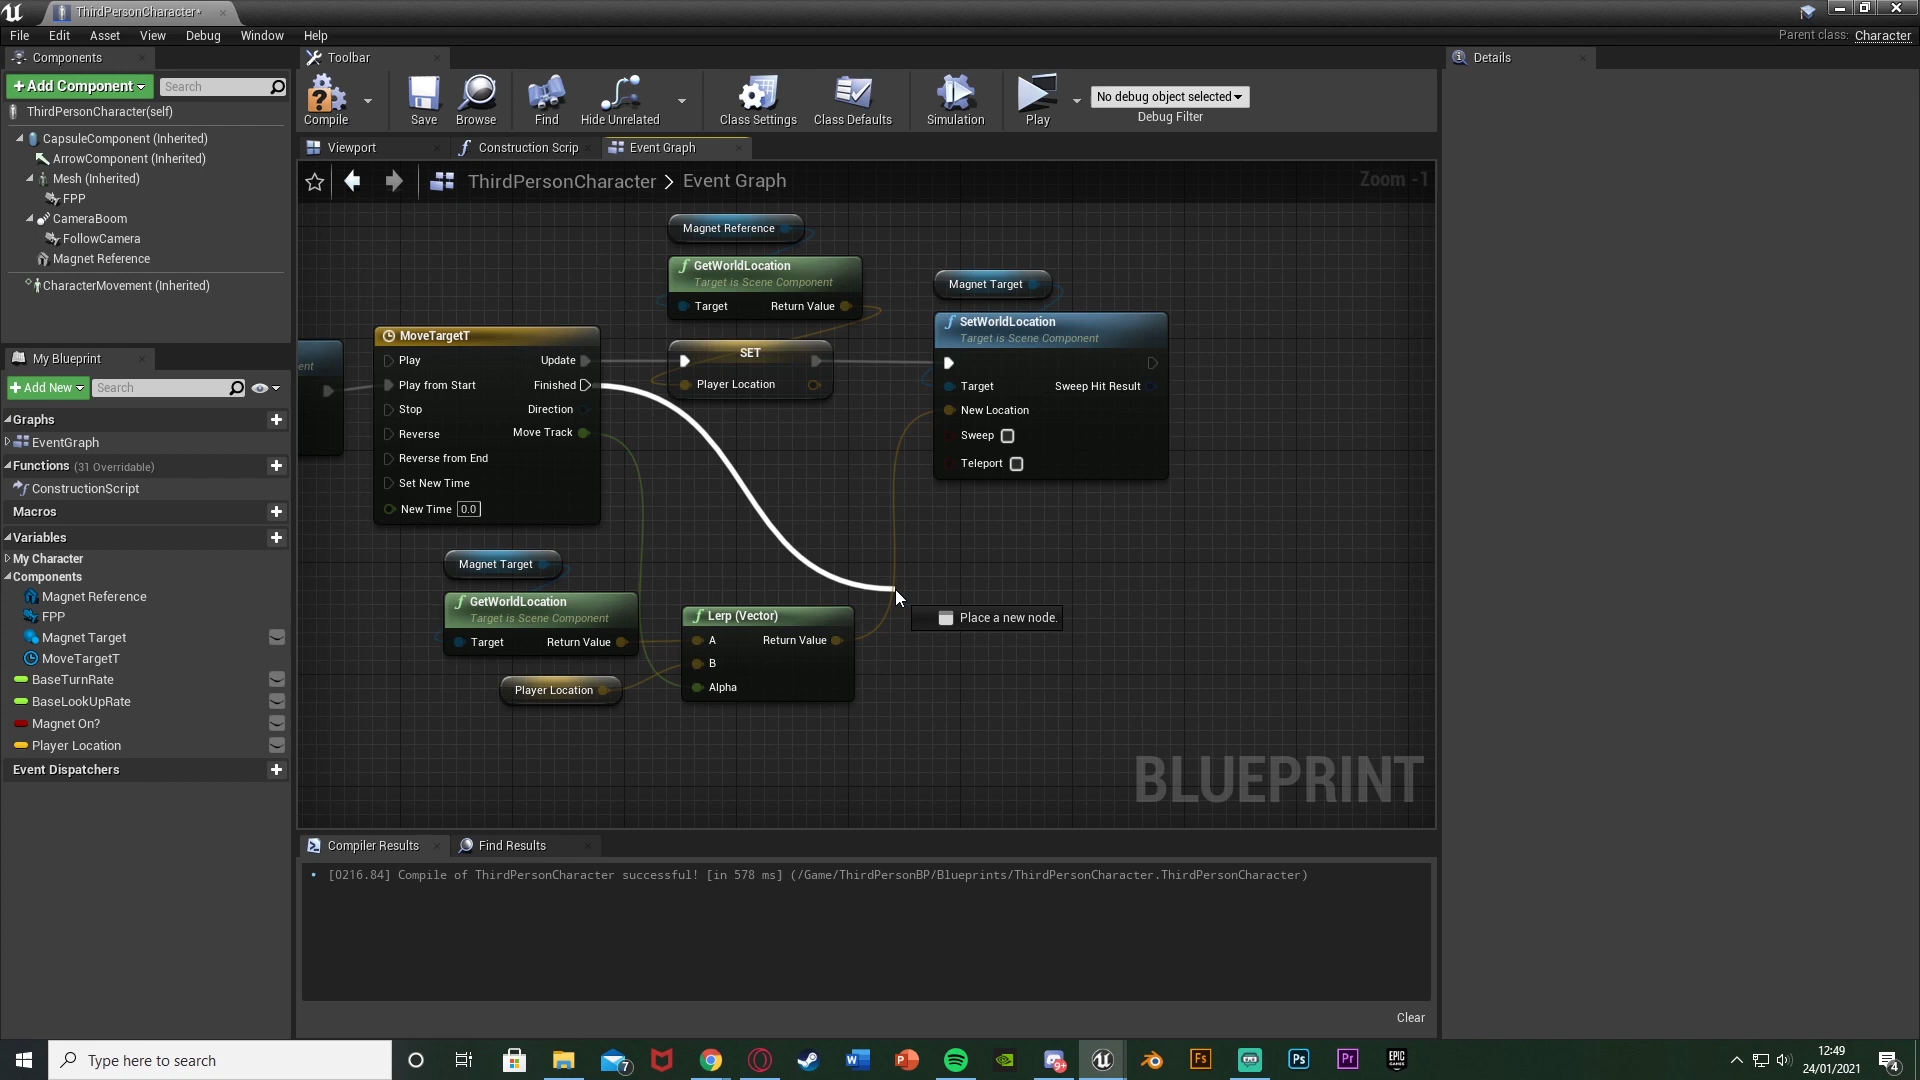 ThirdPersonCharacter*
File Edit Asset View Debug Window Help
Parent class: Character
Components
Toolbar
Details
+Add Component
Search
ThirdPersonCharacter(self)
CapsuleComponent (Inherited)
ArrowComponent (Inherited)
Mesh (Inherited)
FPP
CameraBoom
FollowCamera
Magnet Reference
CharacterMovement (Inherited)
Compile
Save
Browse
Find
Hide Unrelated
Class Settings
Class Defaults
Simulation
Play
No debug object selected
Debug Filter
Viewport
Construction Scrip
Event Graph
ThirdPersonCharacter > Event Graph
Zoom -1
My Blueprint
+Add New
Search
Graphs
EventGraph
Functions (31 Overridable)
ConstructionScript
Macros
Variables
My Character
Components
Magnet Reference
FPP
Magnet Target
MoveTargetT
BaseTurnRate
BaseLookUpRate
Magnet On?
Player Location
Event Dispatchers
Magnet Reference
GetWorldLocation
Target is Scene Component
Target Return Value
Magnet Target
SetWorldLocation
Target is Scene Component
Target Sweep Hit Result
New Location
Sweep
Teleport
ent
MoveTargetT
Play Update
Play from Start Finished
Stop Direction
Reverse Move Track
Reverse from End
Set New Time
New Time 0.0
SET
Player Location
Magnet Target
GetWorldLocation
Target is Scene Component
Target Return Value
Player Location
Lerp (Vector)
A Return Value
B
Alpha
Place a new node.
BLUEPRINT
Compiler Results
Find Results
• [0216.84] Compile of ThirdPersonCharacter successful! [in 578 ms] (/Game/ThirdPersonBP/Blueprints/ThirdPersonCharacter.ThirdPersonCharacter)
Clear
Type here to search
7
9+
Fs
Ps
Pr
EPIC
12:49
24/01/2021
4